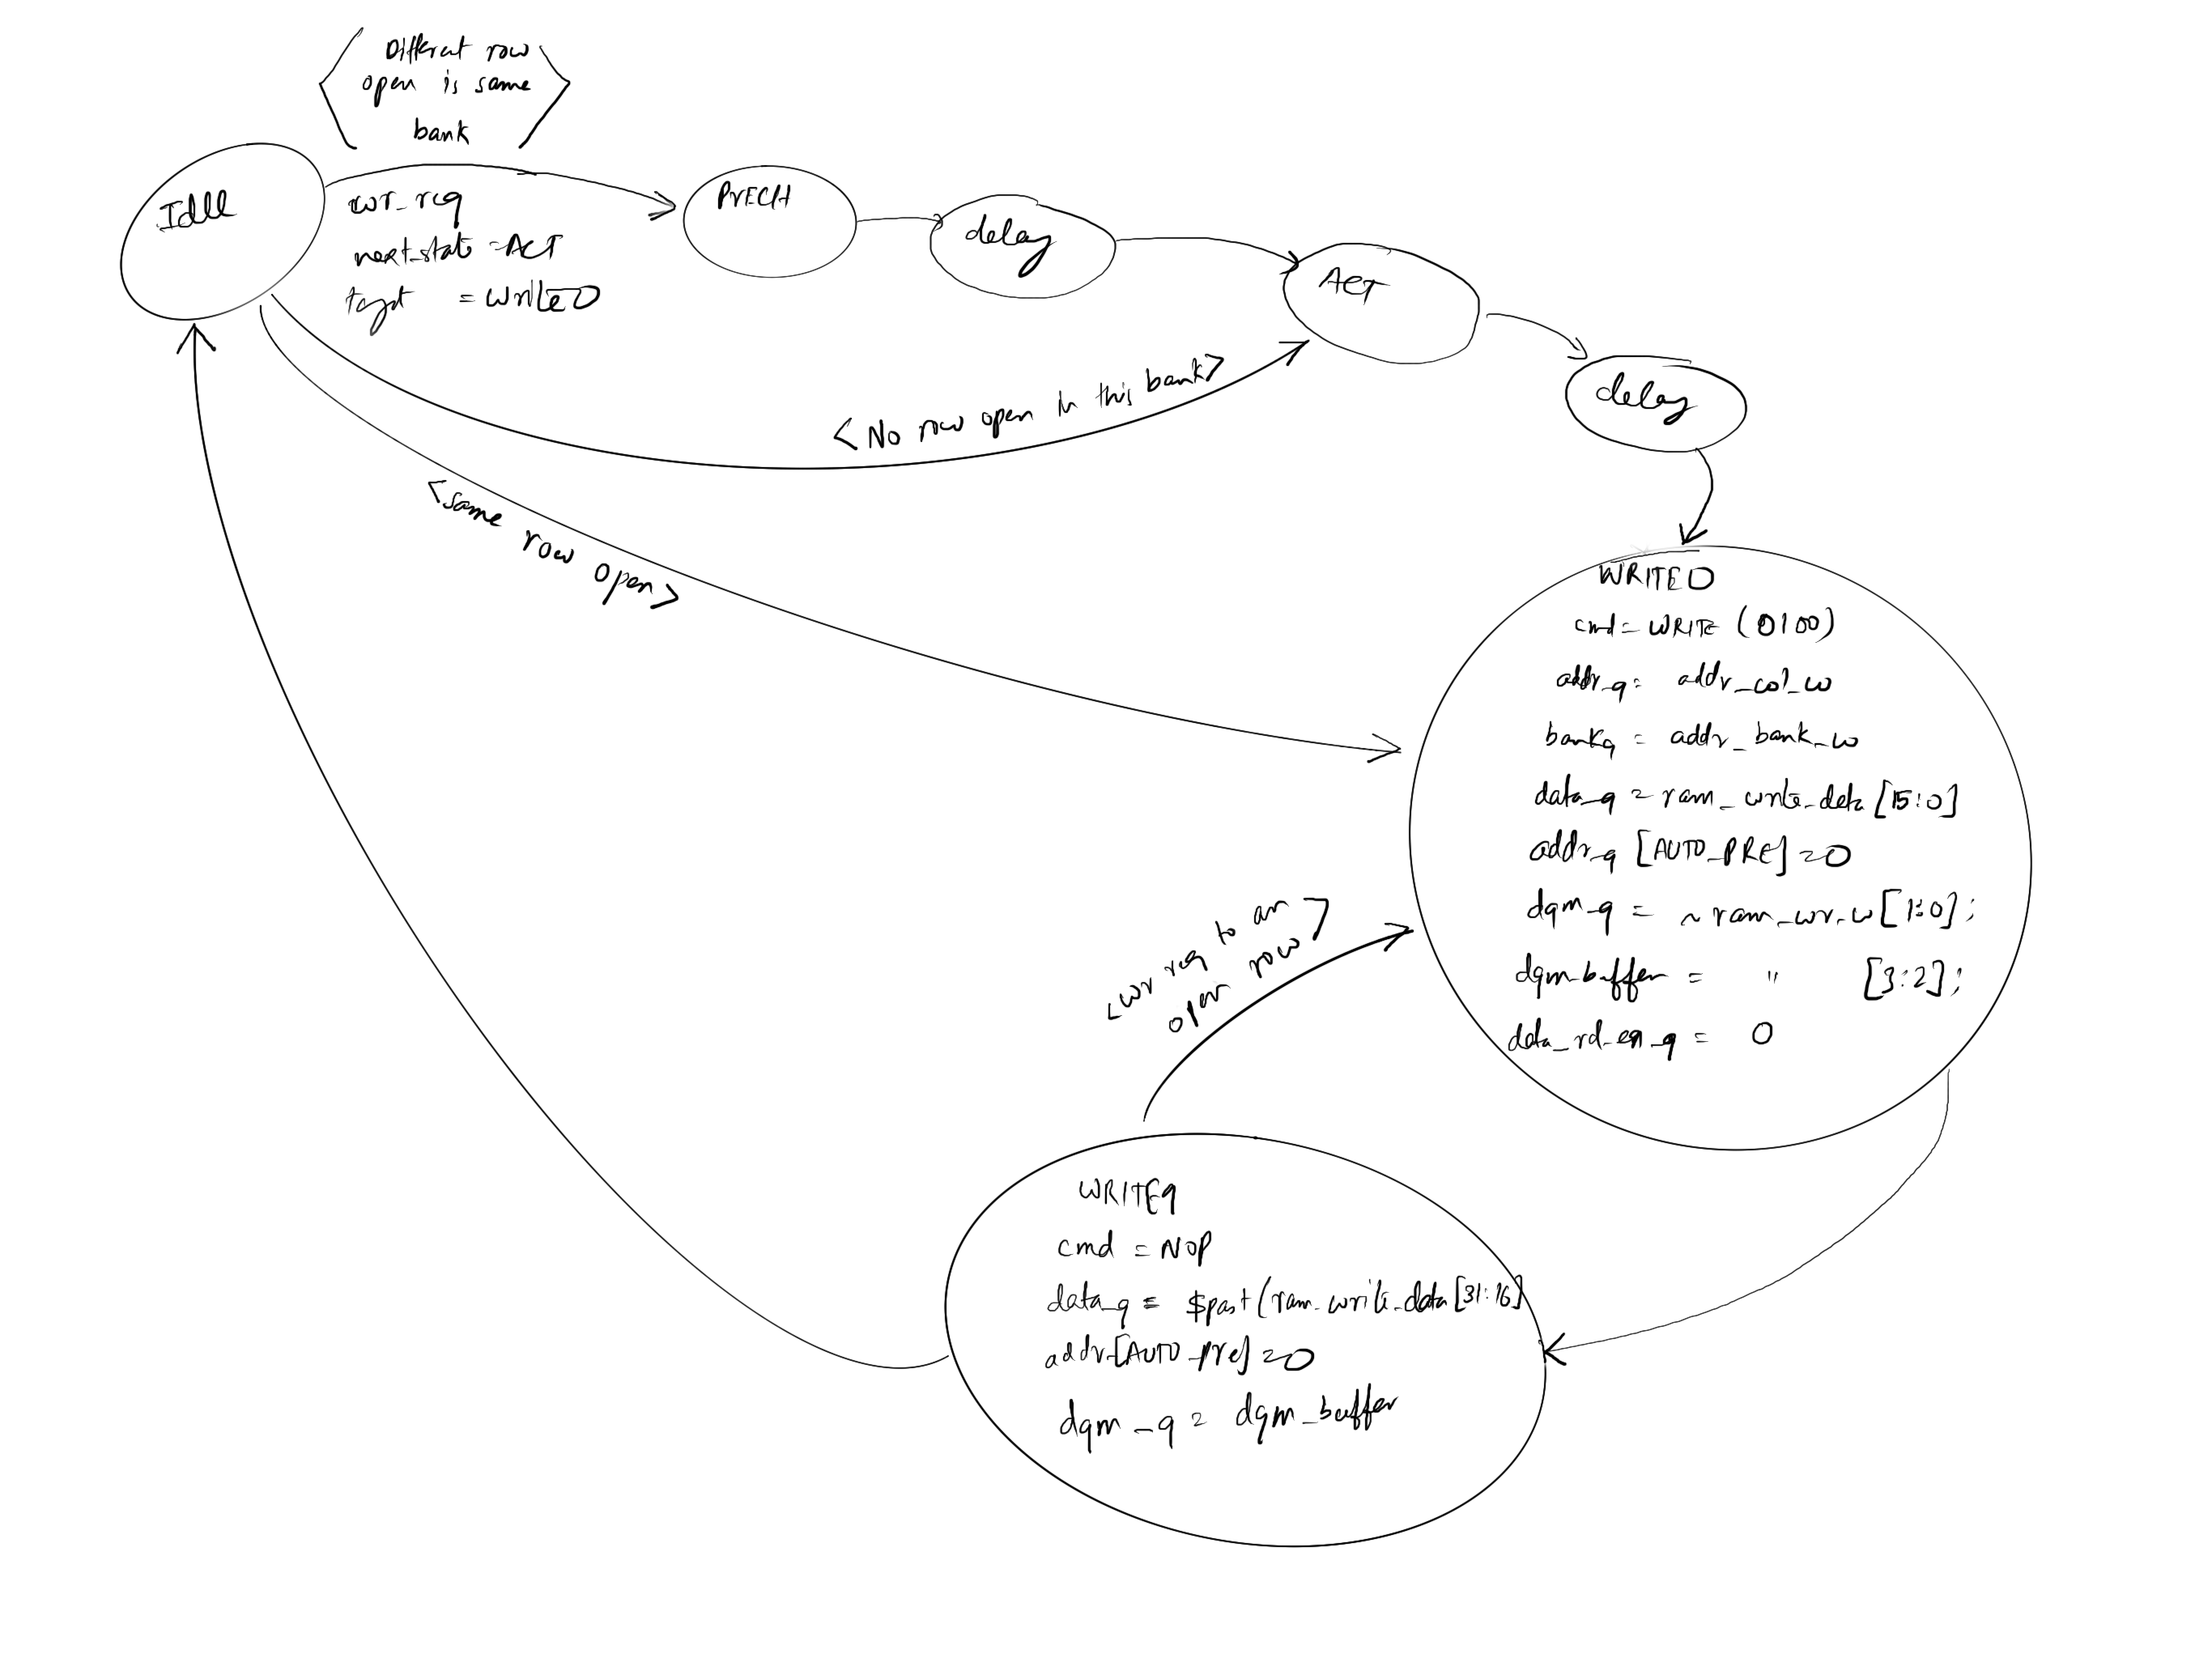 Different row
open is same
bank
Idle
wr_req
next_state = ACT
= Write0
PrECH
delay
ACT
delay
<No row open in this bank>
<same row open>
WRITE0
cmd = WRITE (0100)
addr_q = addr_col_w
bank_q = addr_bank_w
data_q = ram_write_data [15:0]
addr_q [AUTO_PRE] = 0
dqm_q = ~ ram_wr_w [1:0];
dqm_buffer = " [3:2];
data_rd_en_q = 0
<wr req to an
open row>
WRITE1
cmd = NOP
data_q = $past(ram_write_data [31:16]
addr_[AUTO_Pre] = 0
dqm_q = dqm_buffer